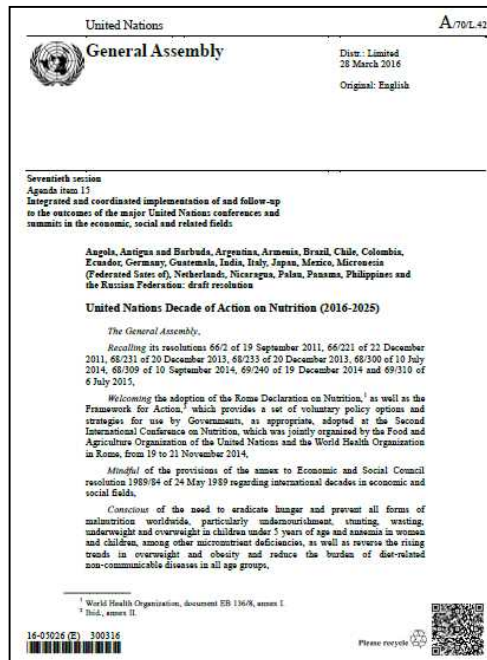 United Nations A/70/L.42
General Assembly
Distr.: Limited
28 March 2016
Original: English
Seventieth session
Agenda item 15
Integrated and coordinated implementation of and follow-up
to the outcomes of the major United Nations conferences and
summits in the economic, social and related fields
Angola, Antigua and Barbuda, Argentina, Armenia, Brazil, Chile, Colombia,
Ecuador, Germany, Guatemala, India, Italy, Japan, Mexico, Micronesia
(Federated Sates of), Netherlands, Nicaragua, Palau, Panama, Philippines and
the Russian Federation: draft resolution
United Nations Decade of Action on Nutrition (2016-2025)
The General Assembly,
Recalling its resolutions 66/2 of 19 September 2011, 66/221 of 22 December
2011, 68/231 of 20 December 2013, 68/233 of 20 December 2013, 68/300 of 10 July
2014, 68/309 of 10 September 2014, 69/240 of 19 December 2014 and 69/310 of
6 July 2015,
Welcoming the adoption of the Rome Declaration on Nutrition,1 as well as the
Framework for Action,2 which provides a set of voluntary policy options and
strategies for use by Governments, as appropriate, adopted at the Second
International Conference on Nutrition, which was jointly organized by the Food and
Agriculture Organization of the United Nations and the World Health Organization
in Rome, from 19 to 21 November 2014,
Mindful of the provisions of the annex to Economic and Social Council
resolution 1989/84 of 24 May 1989 regarding international decades in economic and
social fields,
Conscious of the need to eradicate hunger and prevent all forms of
malnutrition worldwide, particularly undernourishment, stunting, wasting,
underweight and overweight in children under 5 years of age and anaemia in women
and children, among other micronutrient deficiencies, as well as reverse the rising
trends in overweight and obesity and reduce the burden of diet-related
non-communicable diseases in all age groups,
1 World Health Organization, document EB 136/8, annex I.
2 Ibid., annex II.
16-05026 (E) 300316
Please recycle